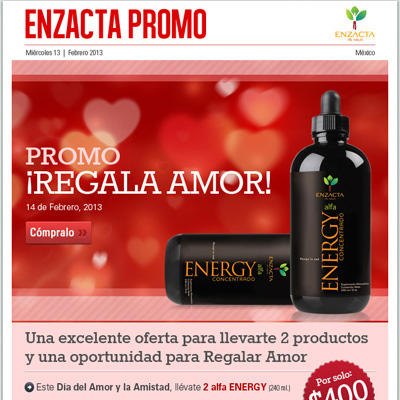 ENZACTA PROMO
ENZACTA
Miércoles 13 | Febrero 2013
México
PROMO
¡REGALA AMOR!
14 de Febrero, 2013
Cómpralo >>
ENZACTA
alfa
ENERGY
CONCENTRADO
ENERGY
alfa
CONCENTRADO
Una excelente oferta para llevarte 2 productos
y una oportunidad para Regalar Amor
Este Día del Amor y la Amistad, llévate 2 alfa ENERGY (240 ml.)
Por solo:
$400